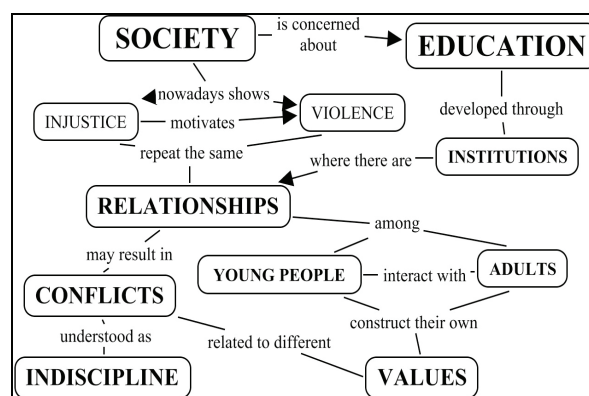 SOCIETY
is concerned
about
EDUCATION
nowadays shows
INJUSTICE
motivates
VIOLENCE
developed through
repeat the same
where there are
INSTITUTIONS
RELATIONSHIPS
among
may result in
YOUNG PEOPLE
interact with
ADULTS
CONFLICTS
construct their own
understood as
related to different
INDISCIPLINE
VALUES